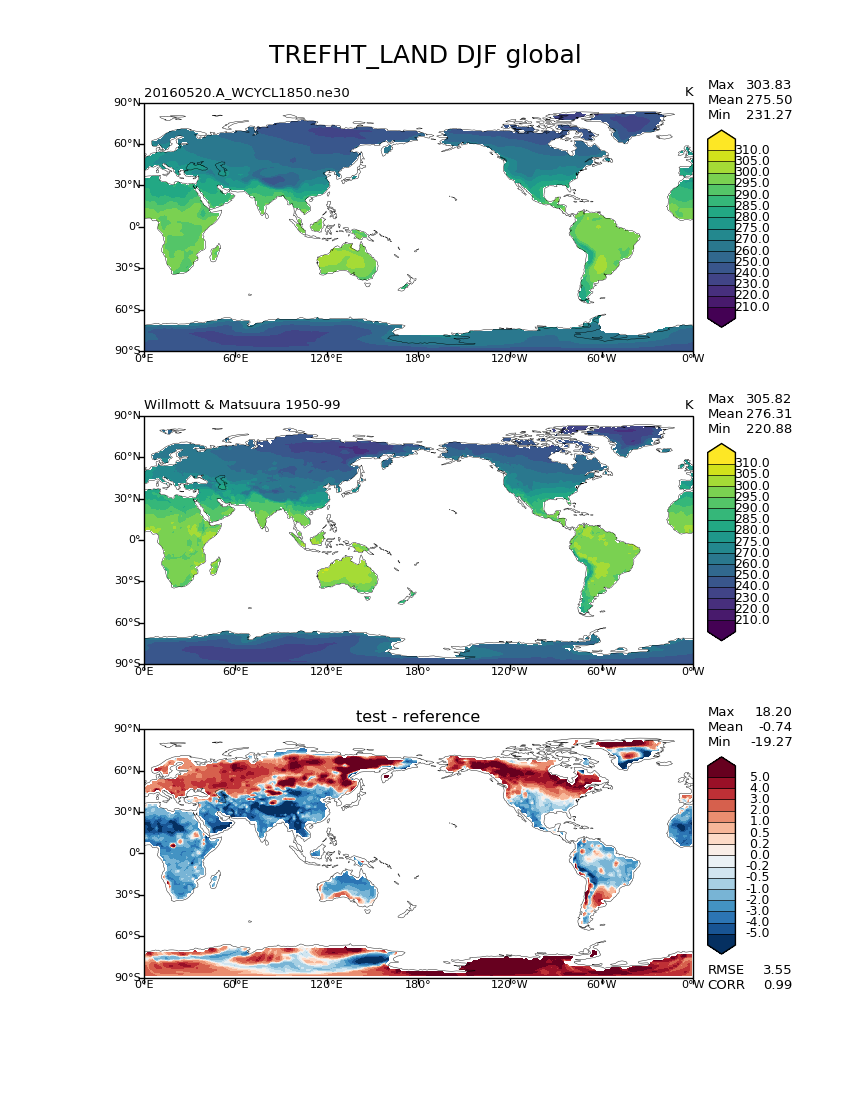 TREFHT_LAND DJF global
20160520.A_WCYCL1850.ne30
K
Max 303.83
Mean 275.50
Min 231.27
90°N
60°N
30°N
0°
30°S
60°S
90°S
0°E 60°E 120°E 180° 120°W 60°W 0°W
310.0
305.0
300.0
295.0
290.0
285.0
280.0
275.0
270.0
260.0
250.0
240.0
230.0
220.0
210.0
Willmott & Matsuura 1950-99
K
Max 305.82
Mean 276.31
Min 220.88
90°N
60°N
30°N
0°
30°S
60°S
90°S
0°E 60°E 120°E 180° 120°W 60°W 0°W
310.0
305.0
300.0
295.0
290.0
285.0
280.0
275.0
270.0
260.0
250.0
240.0
230.0
220.0
210.0
test - reference
Max 18.20
Mean -0.74
Min -19.27
90°N
60°N
30°N
0°
30°S
60°S
90°S
0°E 60°E 120°E 180° 120°W 60°W 0°W
5.0
4.0
3.0
2.0
1.0
0.5
0.2
0.0
-0.2
-0.5
-1.0
-2.0
-3.0
-4.0
-5.0
RMSE 3.55
CORR 0.99